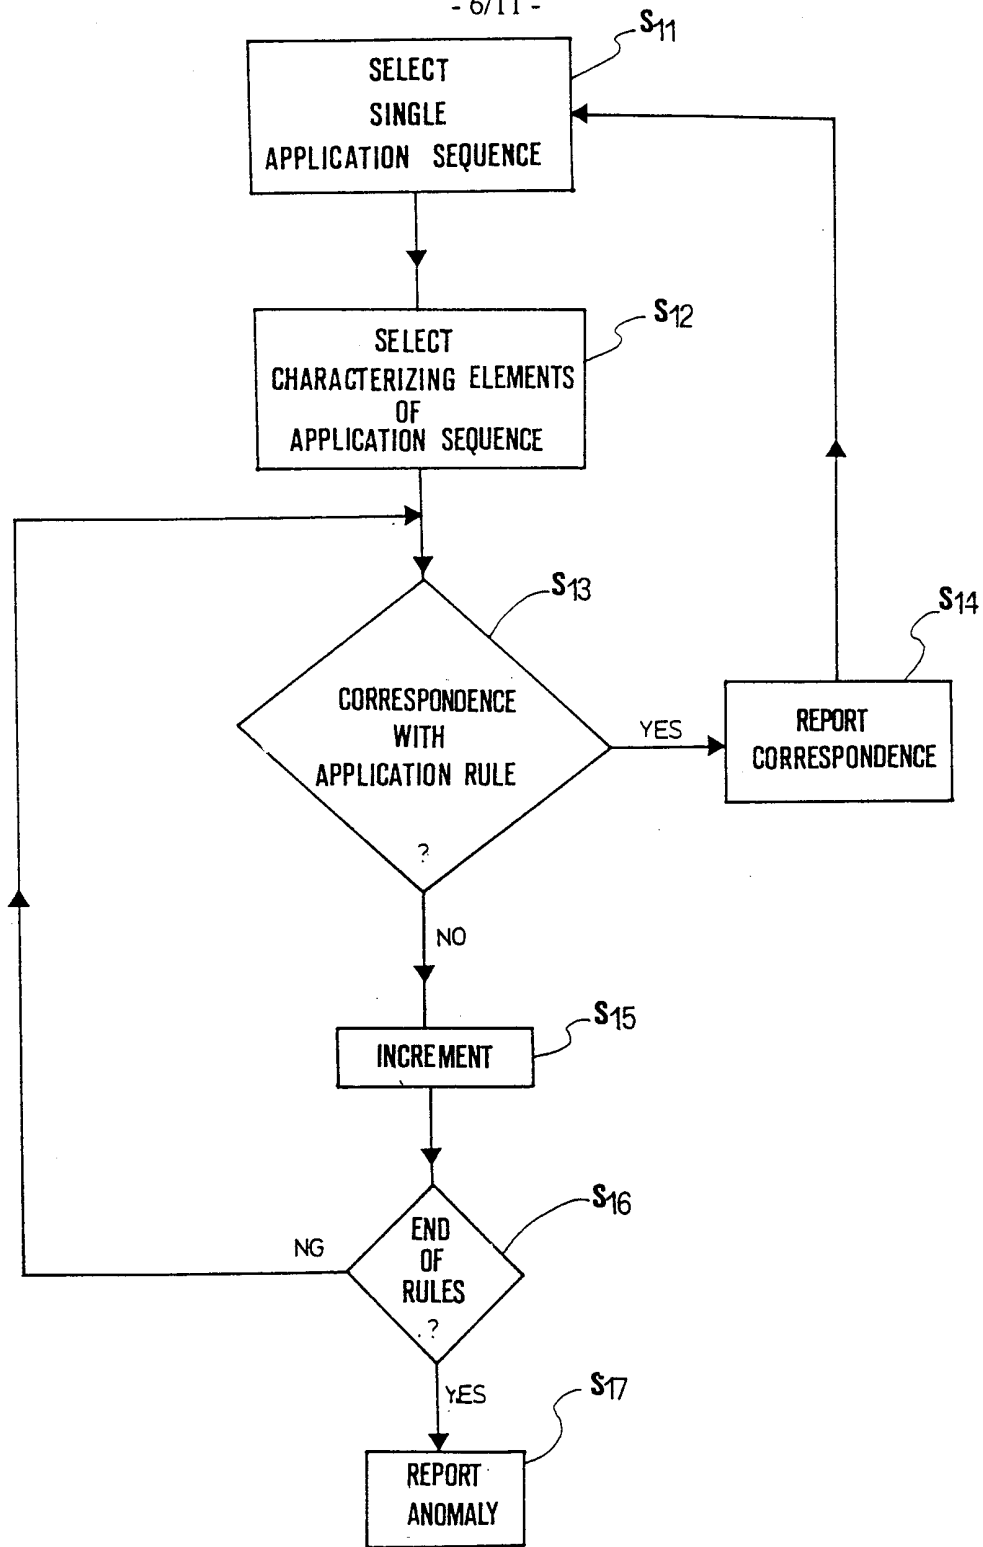 - 6/11 -
S11
SELECT
SINGLE
APPLICATION SEQUENCE
S12
SELECT
CHARACTERIZING ELEMENTS
OF
APPLICATION SEQUENCE
S13
CORRESPONDENCE
WITH
APPLICATION RULE
?
YES
S14
REPORT
CORRESPONDENCE
NO
S15
INCREMENT
S16
END
OF
RULES
?
NG
YES
S17
REPORT
ANOMALY